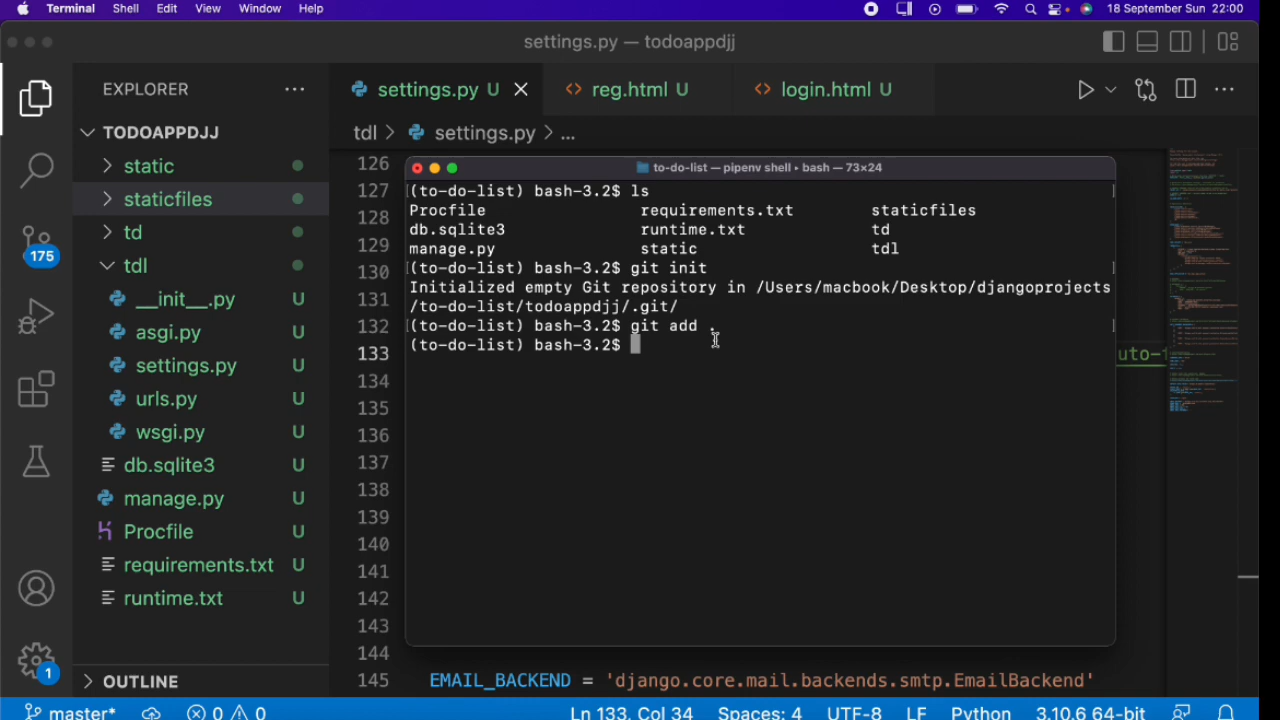 Terminal Shell Edit View Window Help 18 September Sun 22:00
settings.py — todoappdjj
EXPLORER
settings.py U
reg.html U
login.html U
TODOAPPDJJ
tdl > settings.py > ...
static
staticfiles
td
tdl
__init__.py U
asgi.py U
settings.py U
urls.py U
wsgi.py U
db.sqlite3 U
manage.py U
Procfile U
requirements.txt U
runtime.txt U
OUTLINE
175
1
126
127
128
129
130
131
132
133
134
135
136
137
138
139
140
141
142
143
144
145
to-do-list — pipenv shell • bash — 73×24
(to-do-list) bash-3.2$ ls
Procfile requirements.txt staticfiles
db.sqlite3 runtime.txt td
manage.py static tdl
(to-do-list) bash-3.2$ git init
Initialized empty Git repository in /Users/macbook/Desktop/djangoprojects
/to-do-lists/todoappdjj/.git/
(to-do-list) bash-3.2$ git add .
(to-do-list) bash-3.2$
EMAIL_BACKEND = 'django.core.mail.backends.smtp.EmailBackend'
master* 0 0 Ln 133, Col 34 Spaces: 4 UTF-8 LF Python 3.10.6 64-bit